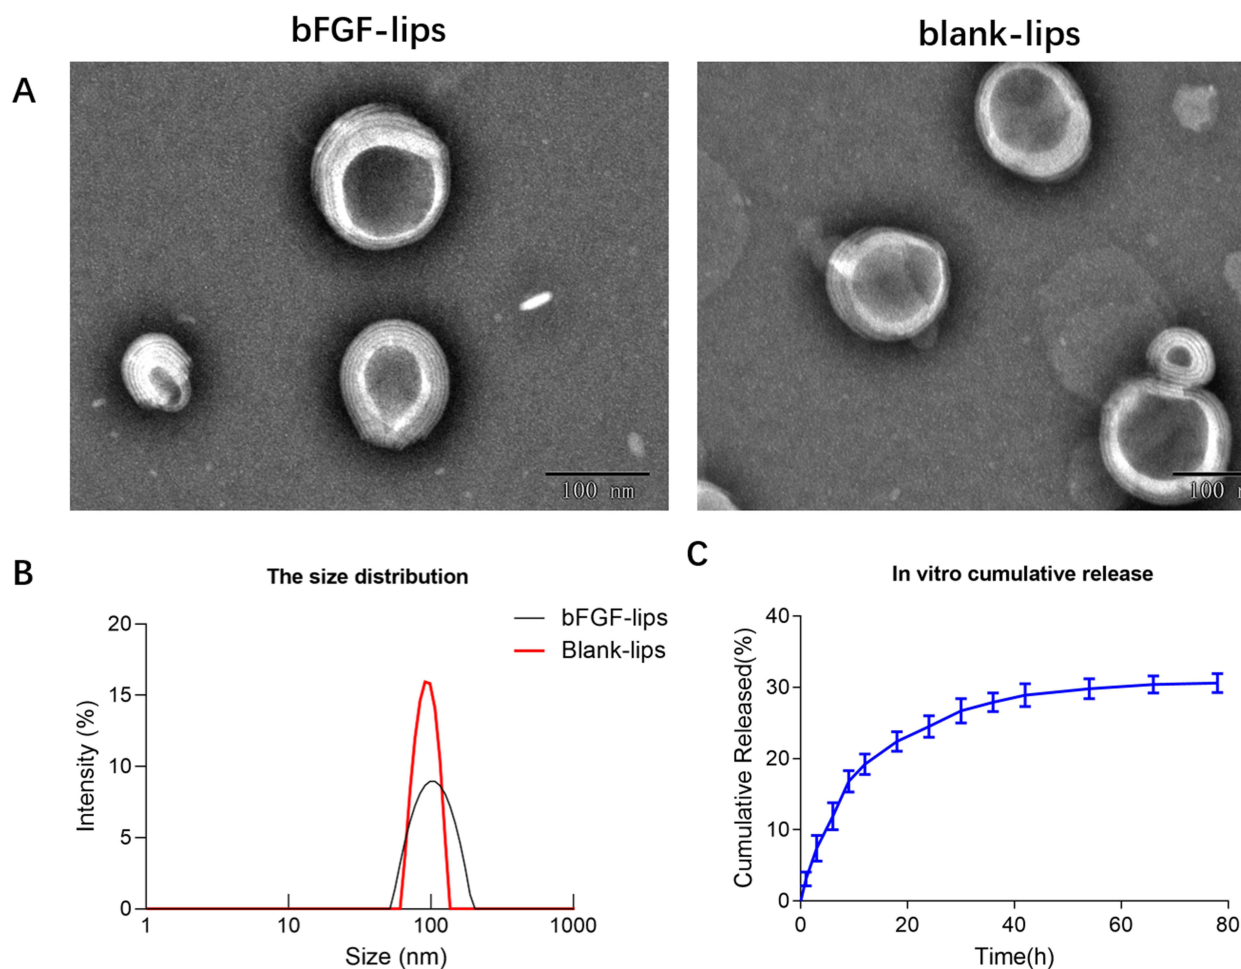 bFGF-lips
blank-lips
A
100 nm
100 n
B
The size distribution
bFGF-lips
Blank-lips
20
15
10
5
0
Intensity (%)
1
10
100
1000
Size (nm)
C
In vitro cumulative release
40
30
20
10
0
Cumulative Released(%)
0
20
40
60
80
Time(h)